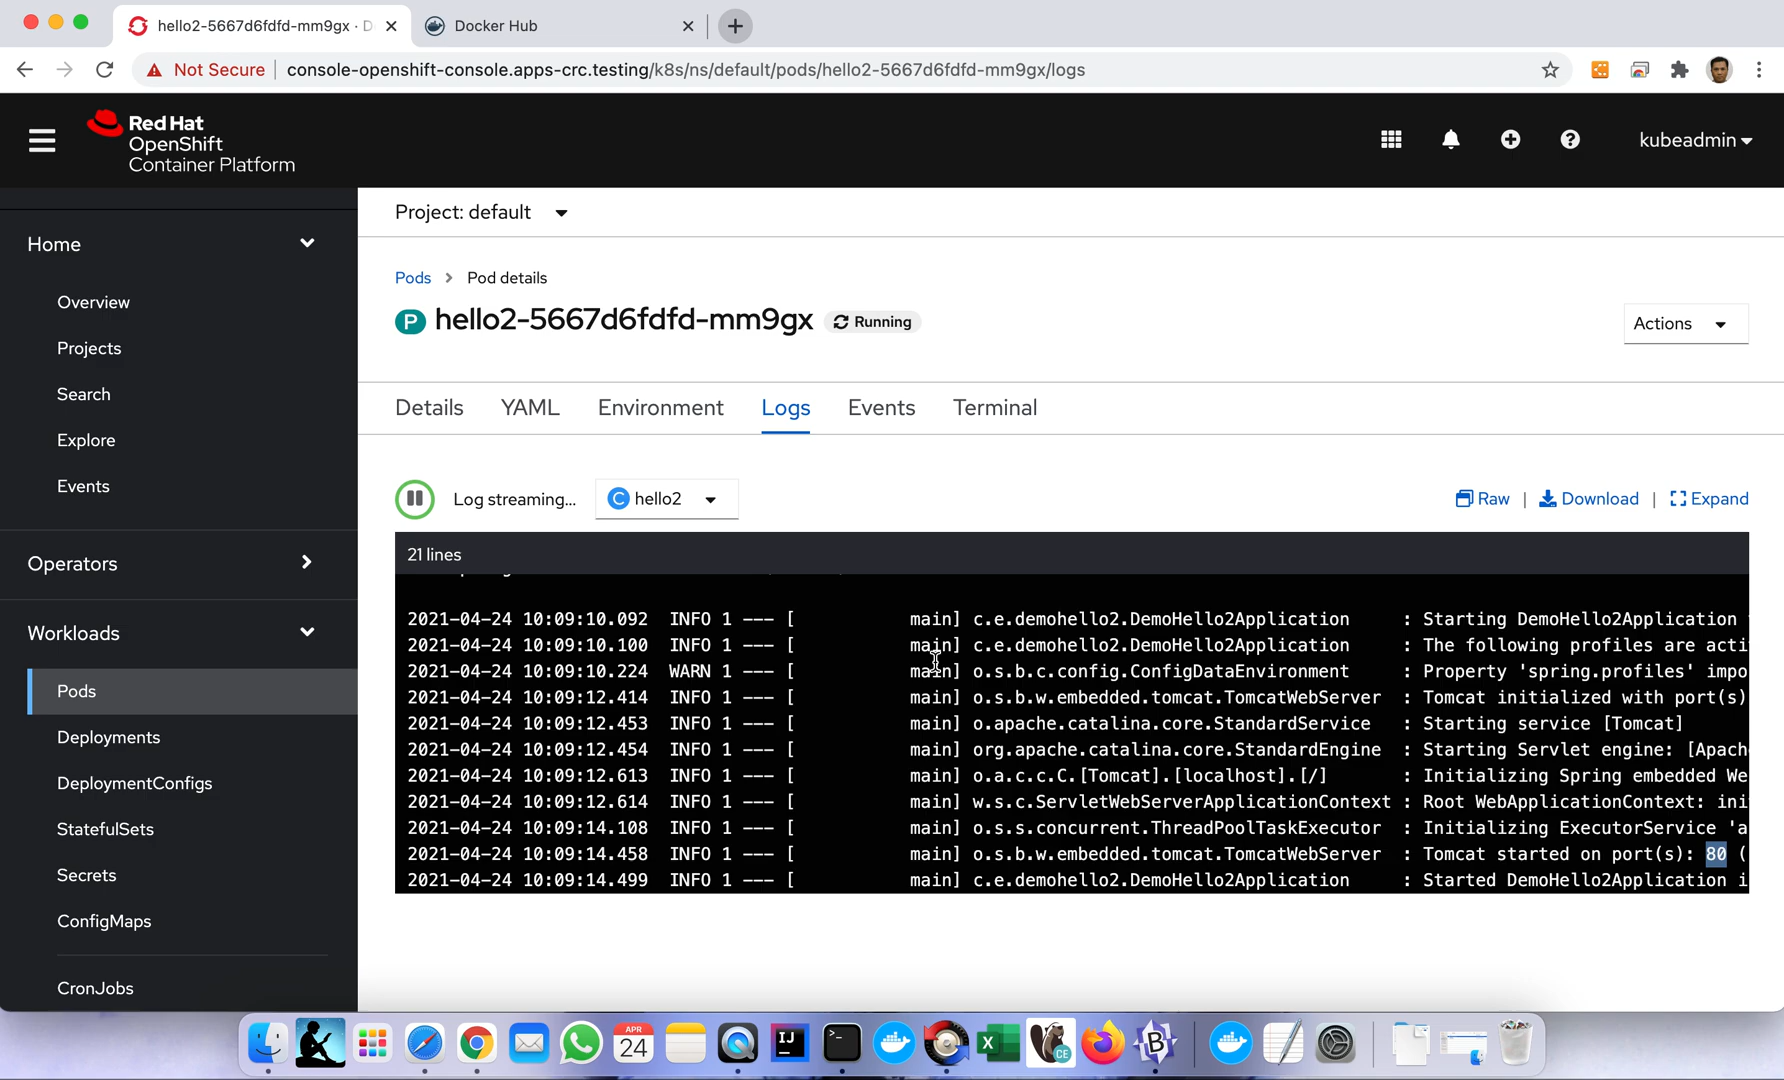 hello2-5667d6fdfd-mm9gx · D
Docker Hub
Not Secure
console-openshift-console.apps-crc.testing/k8s/ns/default/pods/hello2-5667d6fdfd-mm9gx/logs
Red Hat
OpenShift
Container Platform
kubeadmin
Home
Overview
Projects
Search
Explore
Events
Operators
Workloads
Pods
Deployments
DeploymentConfigs
StatefulSets
Secrets
ConfigMaps
CronJobs
Project: default
Pods > Pod details
P hello2-5667d6fdfd-mm9gx Running
Actions
Details YAML Environment Logs Events Terminal
Log streaming... C hello2
Raw | Download | Expand
21 lines
2021-04-24 10:09:10.092 INFO 1 --- [ main] c.e.demohello2.DemoHello2Application : Starting DemoHello2Application
2021-04-24 10:09:10.100 INFO 1 --- [ main] c.e.demohello2.DemoHello2Application : The following profiles are acti
2021-04-24 10:09:10.224 WARN 1 --- [ main] o.s.b.c.config.ConfigDataEnvironment : Property 'spring.profiles' impo
2021-04-24 10:09:12.414 INFO 1 --- [ main] o.s.b.w.embedded.tomcat.TomcatWebServer : Tomcat initialized with port(s)
2021-04-24 10:09:12.453 INFO 1 --- [ main] o.apache.catalina.core.StandardService : Starting service [Tomcat]
2021-04-24 10:09:12.454 INFO 1 --- [ main] org.apache.catalina.core.StandardEngine : Starting Servlet engine: [Apach
2021-04-24 10:09:12.613 INFO 1 --- [ main] o.a.c.c.C.[Tomcat].[localhost].[/] : Initializing Spring embedded We
2021-04-24 10:09:12.614 INFO 1 --- [ main] w.s.c.ServletWebServerApplicationContext : Root WebApplicationContext: ini
2021-04-24 10:09:14.108 INFO 1 --- [ main] o.s.s.concurrent.ThreadPoolTaskExecutor : Initializing ExecutorService 'a
2021-04-24 10:09:14.458 INFO 1 --- [ main] o.s.b.w.embedded.tomcat.TomcatWebServer : Tomcat started on port(s): 80 (
2021-04-24 10:09:14.499 INFO 1 --- [ main] c.e.demohello2.DemoHello2Application : Started DemoHello2Application i
APR
24
IJ
X
CE
B